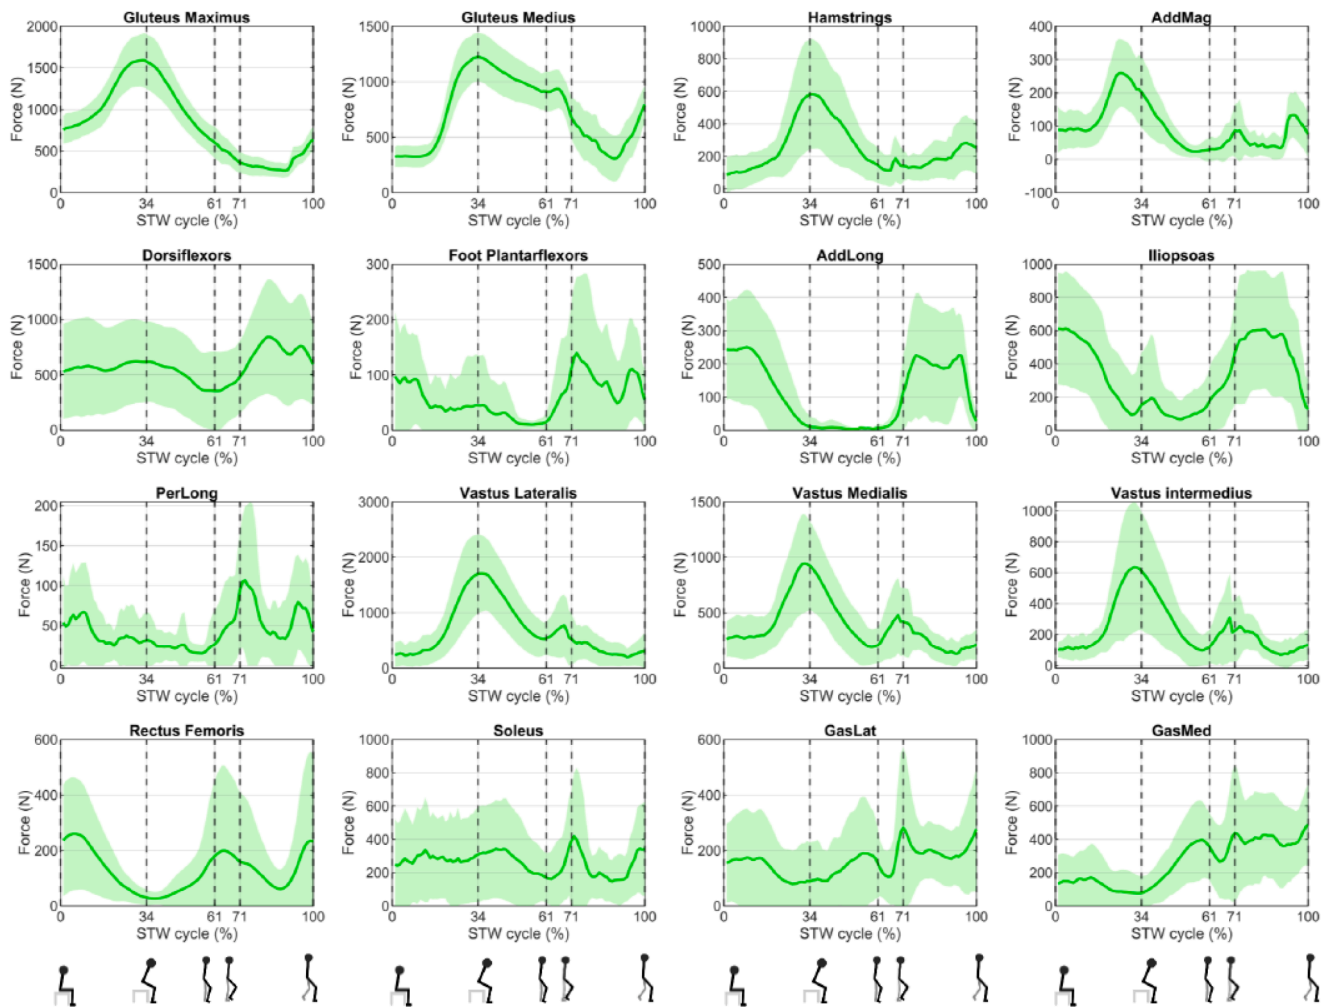 Gluteus Maximus
2000
1500
1000
500
0
Force (N)
0 34 61 71 100
STW cycle (%)
Gluteus Medius
1500
1000
500
0
Force (N)
0 34 61 71 100
STW cycle (%)
Hamstrings
1000
800
600
400
200
0
Force (N)
0 34 61 71 100
STW cycle (%)
AddMag
400
300
200
100
0
-100
Force (N)
0 34 61 71 100
STW cycle (%)
Dorsiflexors
1500
1000
500
0
Force (N)
0 34 61 71 100
STW cycle (%)
Foot Plantarflexors
300
200
100
0
Force (N)
0 34 61 71 100
STW cycle (%)
AddLong
500
400
300
200
100
0
Force (N)
0 34 61 71 100
STW cycle (%)
Iliopsoas
1000
800
600
400
200
0
Force (N)
0 34 61 71 100
STW cycle (%)
PerLong
200
150
100
50
0
Force (N)
0 34 61 71 100
STW cycle (%)
Vastus Lateralis
3000
2000
1000
0
Force (N)
0 34 61 71 100
STW cycle (%)
Vastus Medialis
1500
1000
500
0
Force (N)
0 34 61 71 100
STW cycle (%)
Vastus intermedius
1000
800
600
400
200
0
Force (N)
0 34 61 71 100
STW cycle (%)
Rectus Femoris
600
400
200
0
Force (N)
0 34 61 71 100
STW cycle (%)
Soleus
1000
800
600
400
200
0
Force (N)
0 34 61 71 100
STW cycle (%)
GasLat
600
400
200
0
Force (N)
0 34 61 71 100
STW cycle (%)
GasMed
1000
800
600
400
200
0
Force (N)
0 34 61 71 100
STW cycle (%)